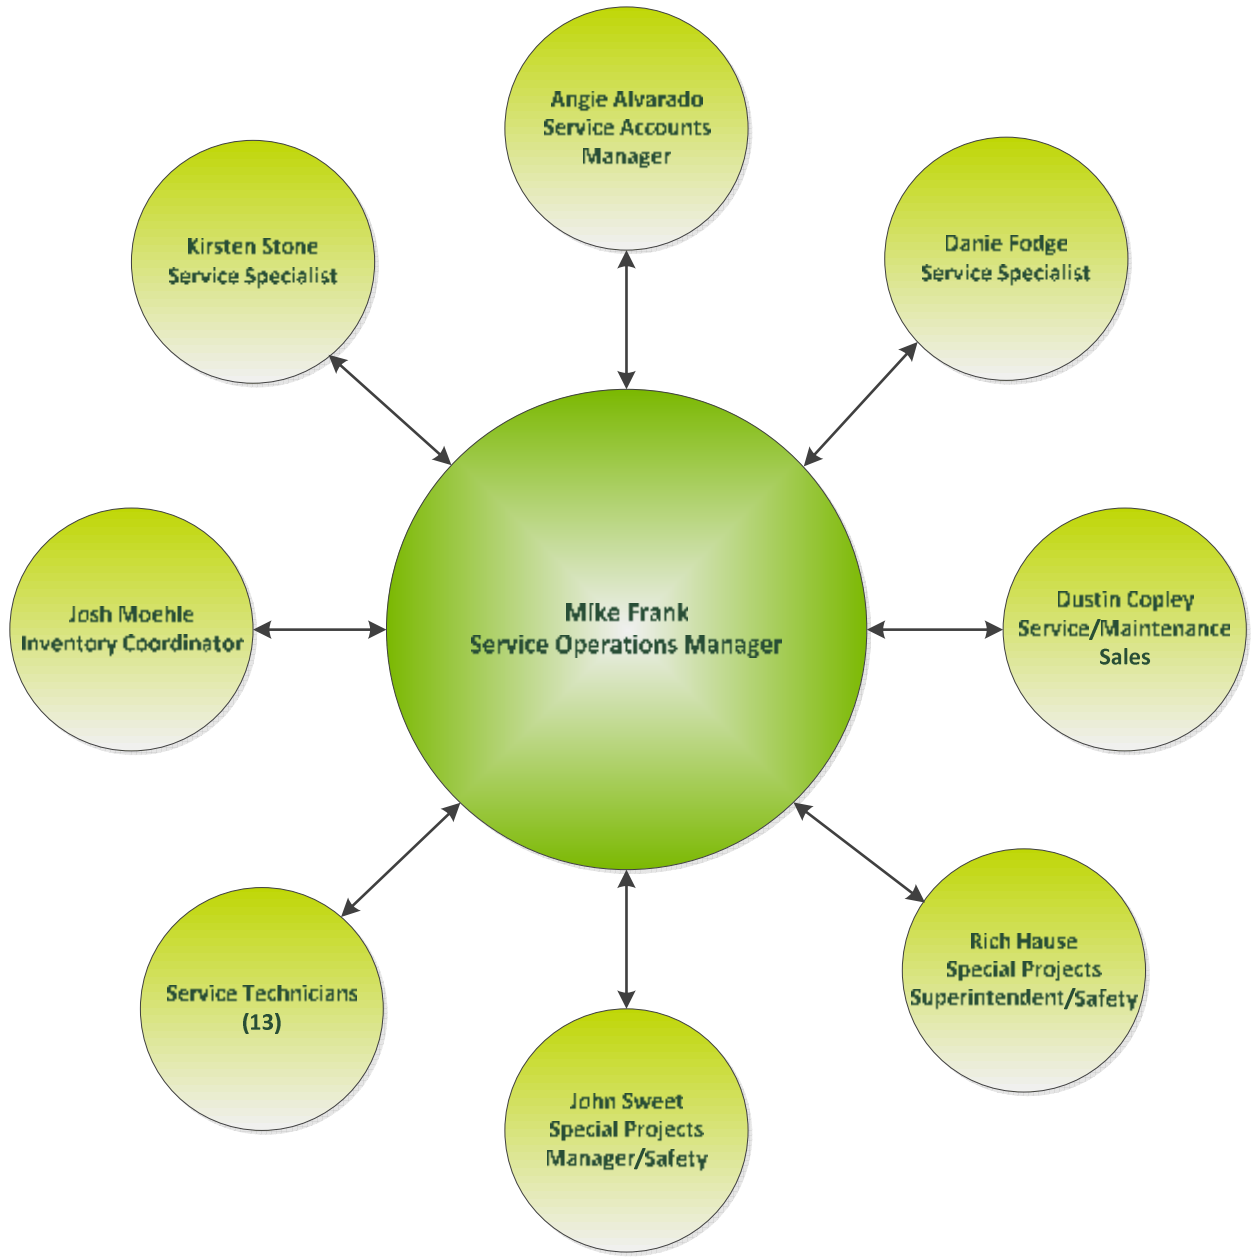 Angie Alvarado
Service Accounts
Manager
Kirsten Stone
Service Specialist
Danie Fodge
Service Specialist
Josh Moehle
Inventory Coordinator
Mike Frank
Service Operations Manager
Dustin Copley
Service/Maintenance
Sales
Rich Hause
Special Projects
Superintendent/Safety
Service Technicians
(13)
John Sweet
Special Projects
Manager/Safety